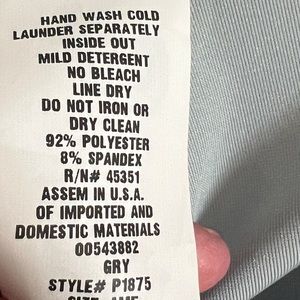 HAND WASH COLD
LAUNDER SEPARATELY
INSIDE OUT
MILD DETERGENT
NO BLEACH
LINE DRY
DO NOT IRON OR
DRY CLEAN
92% POLYESTER
8% SPANDEX
R/N# 45351
ASSEM IN U.S.A.
OF IMPORTED AND
DOMESTIC MATERIALS
00543882
GRY
STYLE# P1875